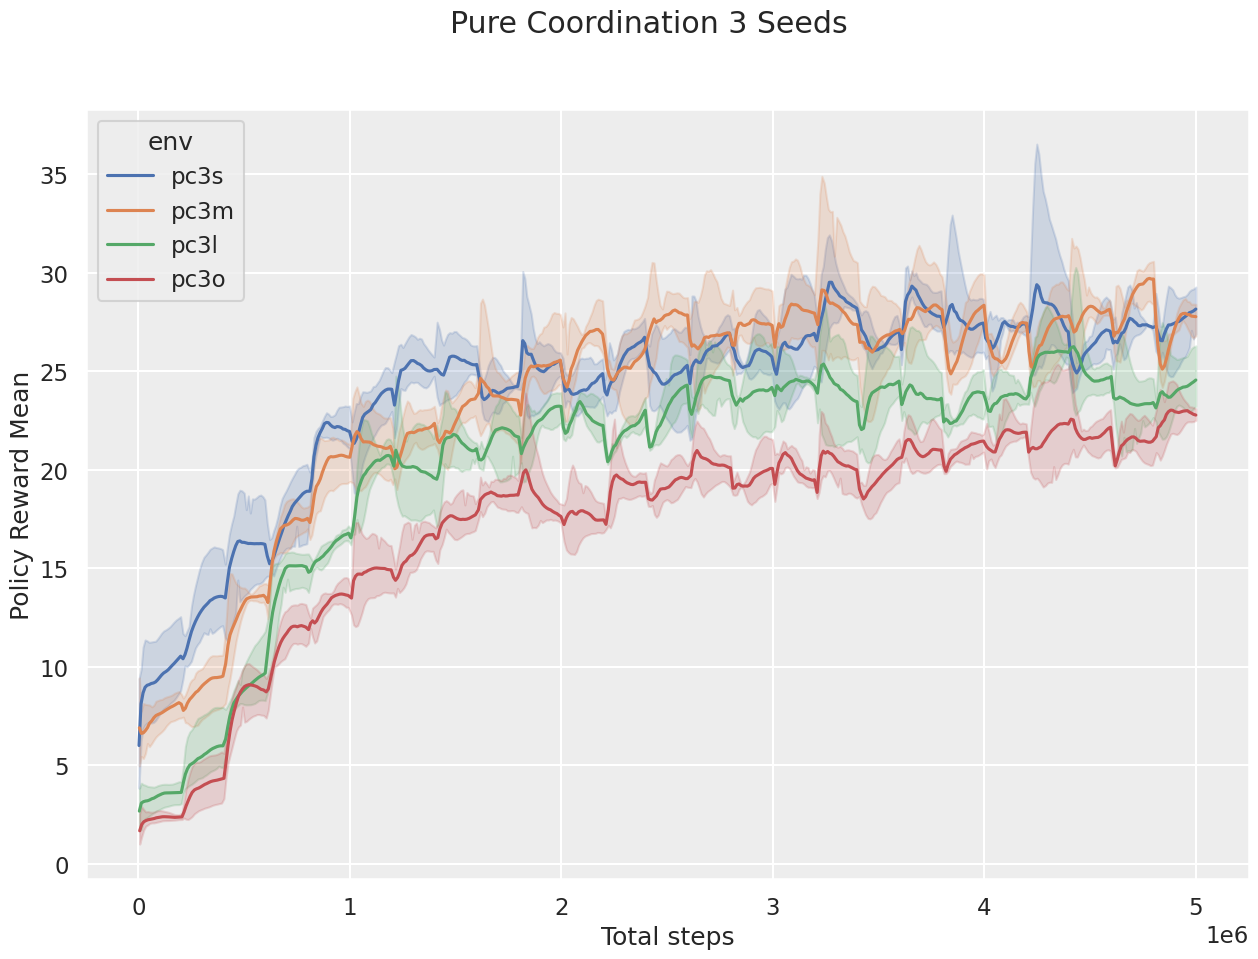 Pure Coordination 3 Seeds
env
pc3s
pc3m
pc3l
pc3o
Policy Reward Mean
35
30
25
20
15
10
5
0
0 1 2 3 4 5
1e6
Total steps